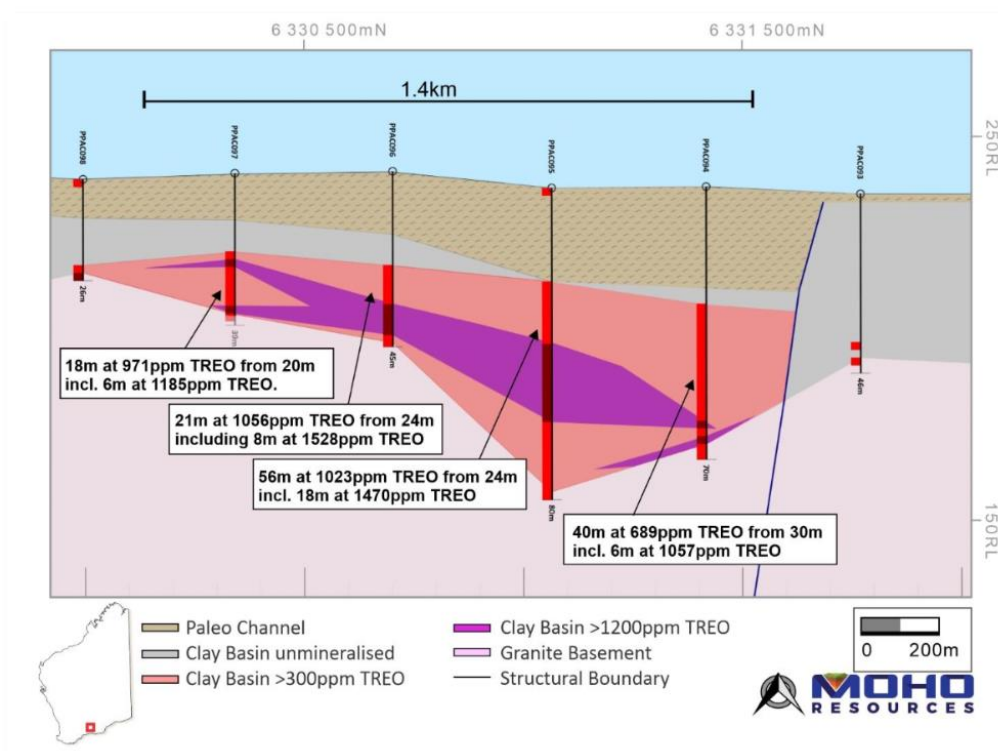 6 330 500mN
6 331 500mN
1.4km
250RL
PPAC098
PPAC097
PPAC096
PPAC095
PPAC094
PPAC093
26m
39m
45m
80m
70m
46m
18m at 971ppm TREO from 20m
incl. 6m at 1185ppm TREO.
21m at 1056ppm TREO from 24m
including 8m at 1528ppm TREO
56m at 1023ppm TREO from 24m
incl. 18m at 1470ppm TREO
40m at 689ppm TREO from 30m
incl. 6m at 1057ppm TREO
150RL
Paleo Channel
Clay Basin unmineralised
Clay Basin >300ppm TREO
Clay Basin >1200ppm TREO
Granite Basement
Structural Boundary
0 200m
MOHO
RESOURCES